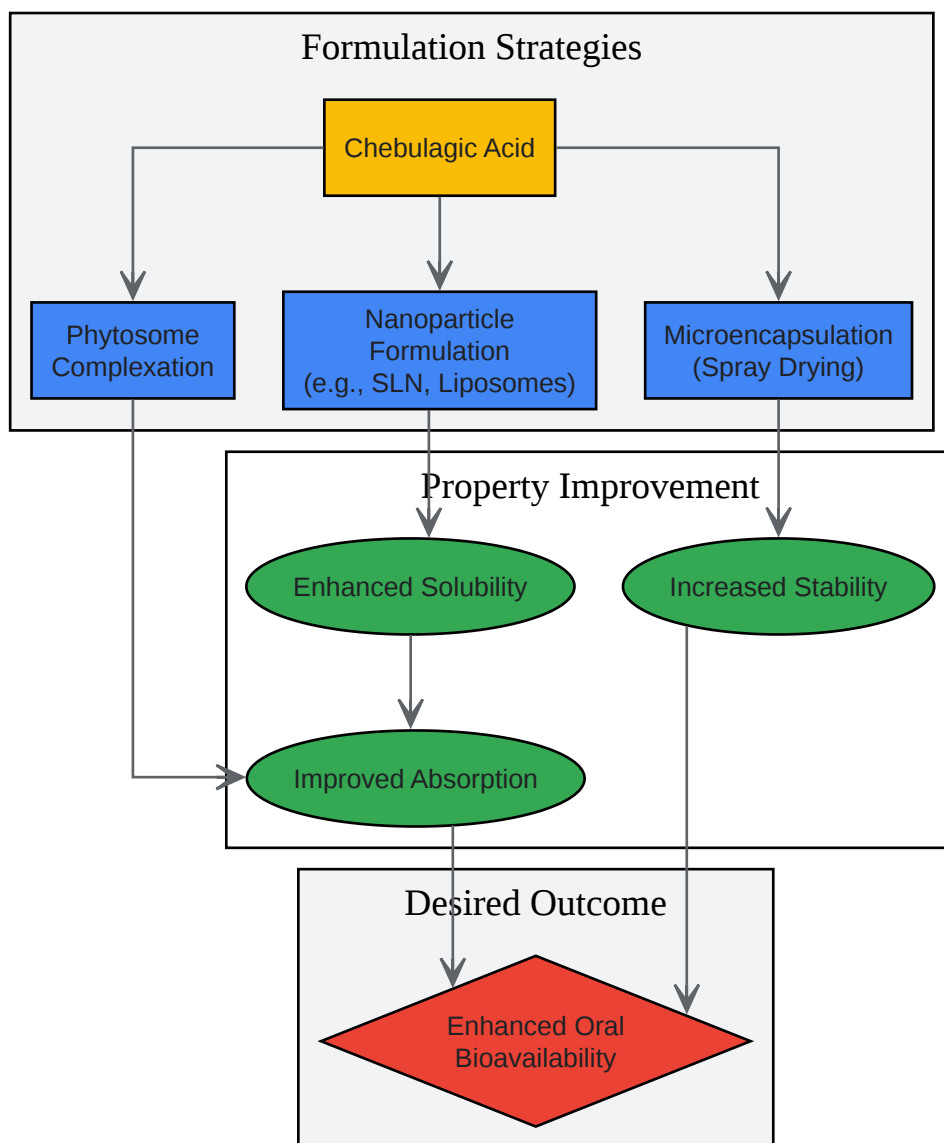 Formulation Strategies
Chebulagic Acid
Phytosome
Complexation
Nanoparticle
Formulation
(e.g., SLN, Liposomes)
Microencapsulation
(Spray Drying)
Property Improvement
Enhanced Solubility
Increased Stability
Improved Absorption
Desired Outcome
Enhanced Oral
Bioavailability